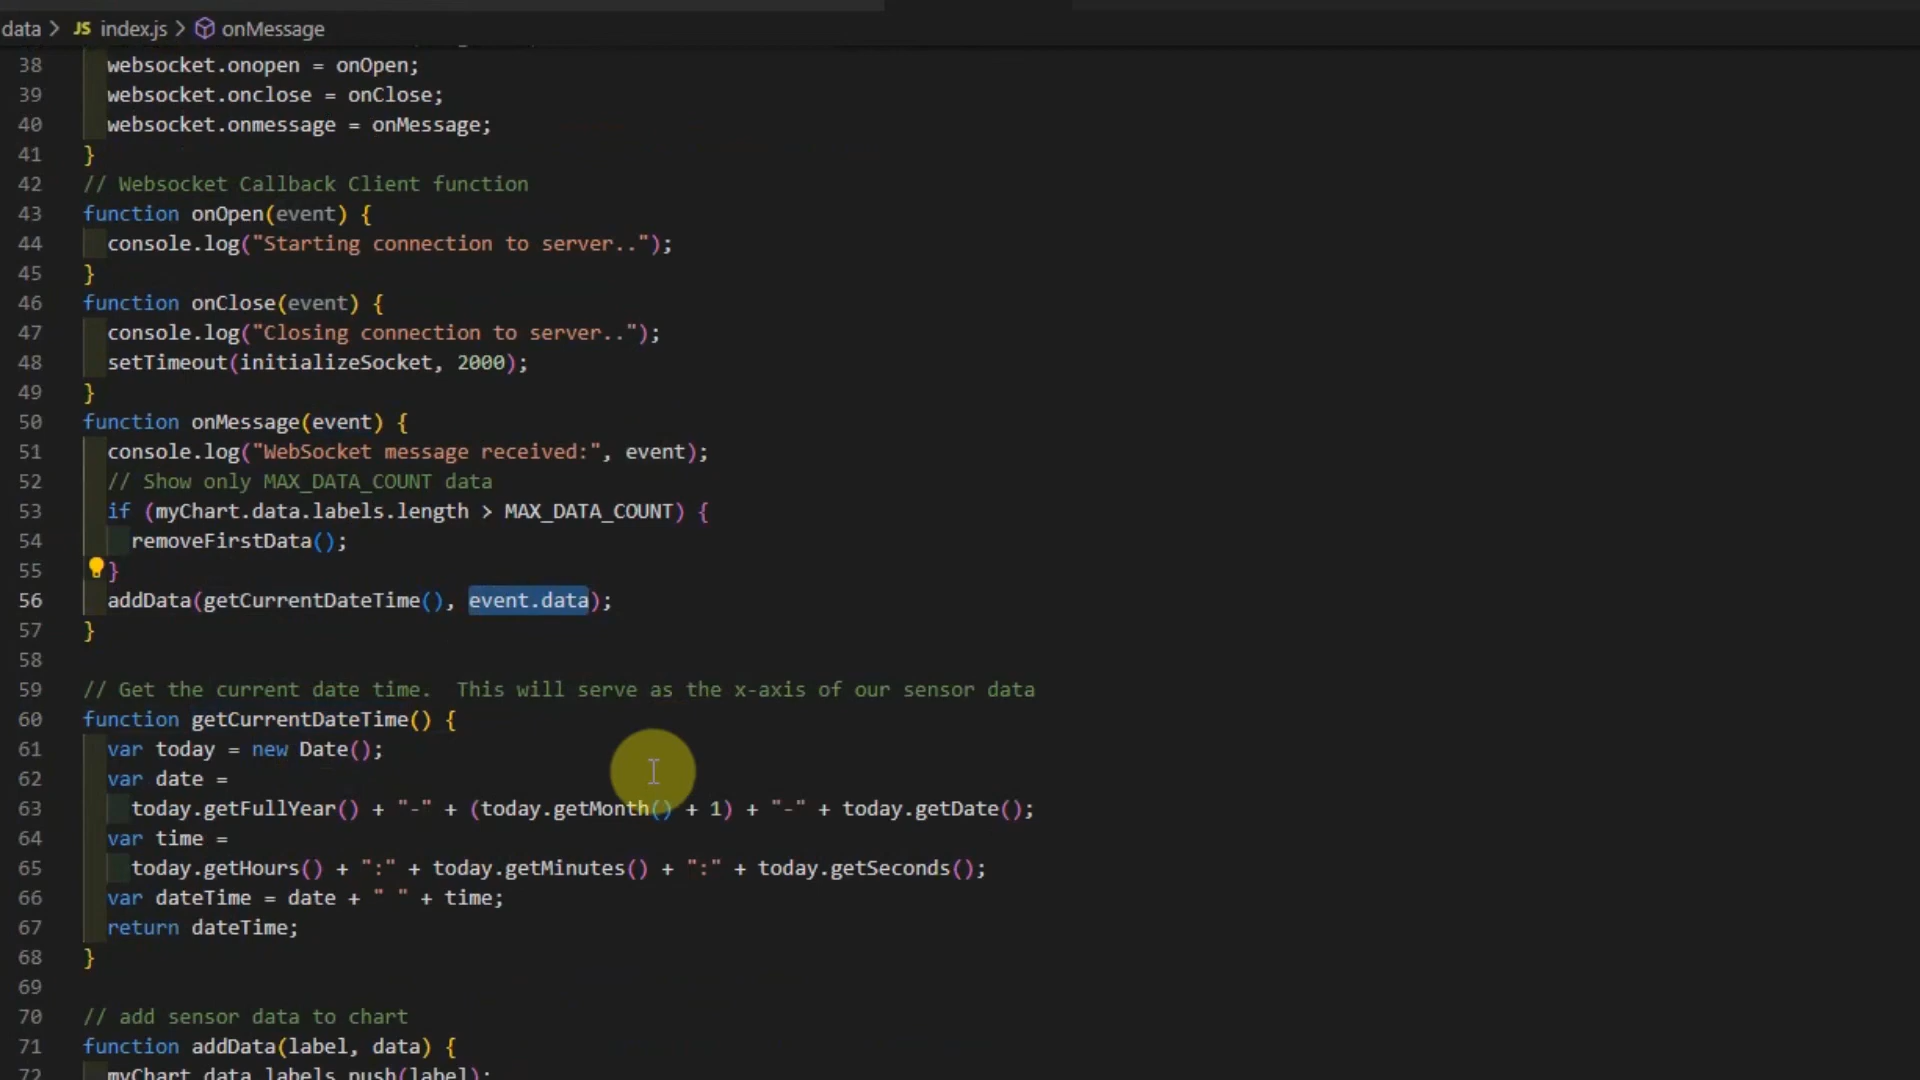 data > JS index.js > onMessage
38 websocket.onopen = onOpen;
39 websocket.onclose = onClose;
40 websocket.onmessage = onMessage;
41 }
42 // Websocket Callback Client function
43 function onOpen(event) {
44 console.log("Starting connection to server..");
45 }
46 function onClose(event) {
47 console.log("Closing connection to server..");
48 setTimeout(initializeSocket, 2000);
49 }
50 function onMessage(event) {
51 console.log("WebSocket message received:", event);
52 // Show only MAX_DATA_COUNT data
53 if (myChart.data.labels.length > MAX_DATA_COUNT) {
54 removeFirstData();
55 }
56 addData(getCurrentDateTime(), event.data);
57 }
58
59 // Get the current date time.  This will serve as the x-axis of our sensor data
60 function getCurrentDateTime() {
61 var today = new Date();
62 var date =
63 today.getFullYear() + "-" + (today.getMonth() + 1) + "-" + today.getDate();
64 var time =
65 today.getHours() + ":" + today.getMinutes() + ":" + today.getSeconds();
66 var dateTime = date + " " + time;
67 return dateTime;
68 }
69
70 // add sensor data to chart
71 function addData(label, data) {
72 myChart.data.labels.push(label);